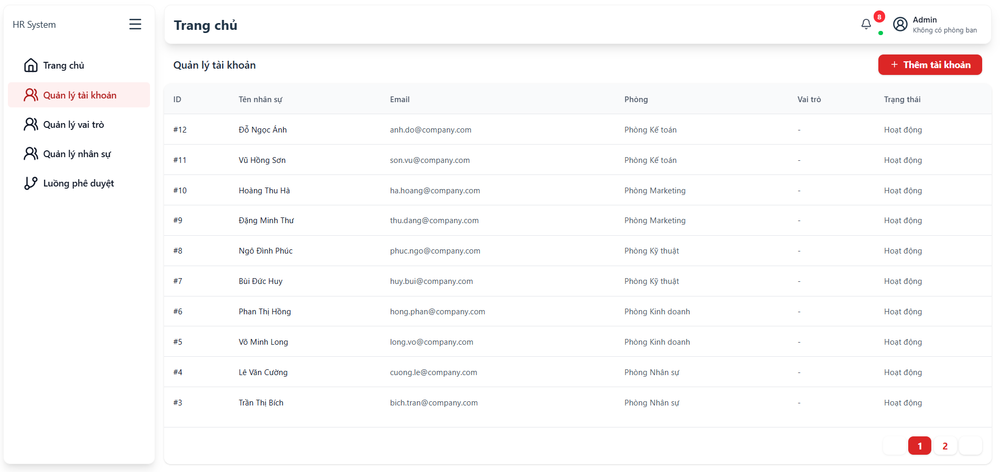 HR System
Trang chủ
Quản lý tài khoản
Quản lý vai trò
Quản lý nhân sự
Luồng phê duyệt
Trang chủ
8
Admin
Không có phòng ban
Quản lý tài khoản
+ Thêm tài khoản
ID Tên nhân sự Email Phòng Vai trò Trạng thái
#12 Đỗ Ngọc Ánh anh.do@company.com Phòng Kế toán - Hoạt động
#11 Vũ Hồng Sơn son.vu@company.com Phòng Kế toán - Hoạt động
#10 Hoàng Thu Hà ha.hoang@company.com Phòng Marketing - Hoạt động
#9 Đặng Minh Thư thu.dang@company.com Phòng Marketing - Hoạt động
#8 Ngô Đình Phúc phuc.ngo@company.com Phòng Kỹ thuật - Hoạt động
#7 Bùi Đức Huy huy.bui@company.com Phòng Kỹ thuật - Hoạt động
#6 Phan Thị Hồng hong.phan@company.com Phòng Kinh doanh - Hoạt động
#5 Võ Minh Long long.vo@company.com Phòng Kinh doanh - Hoạt động
#4 Lê Văn Cường cuong.le@company.com Phòng Nhân sự - Hoạt động
#3 Trần Thị Bích bich.tran@company.com Phòng Nhân sự - Hoạt động
1 2